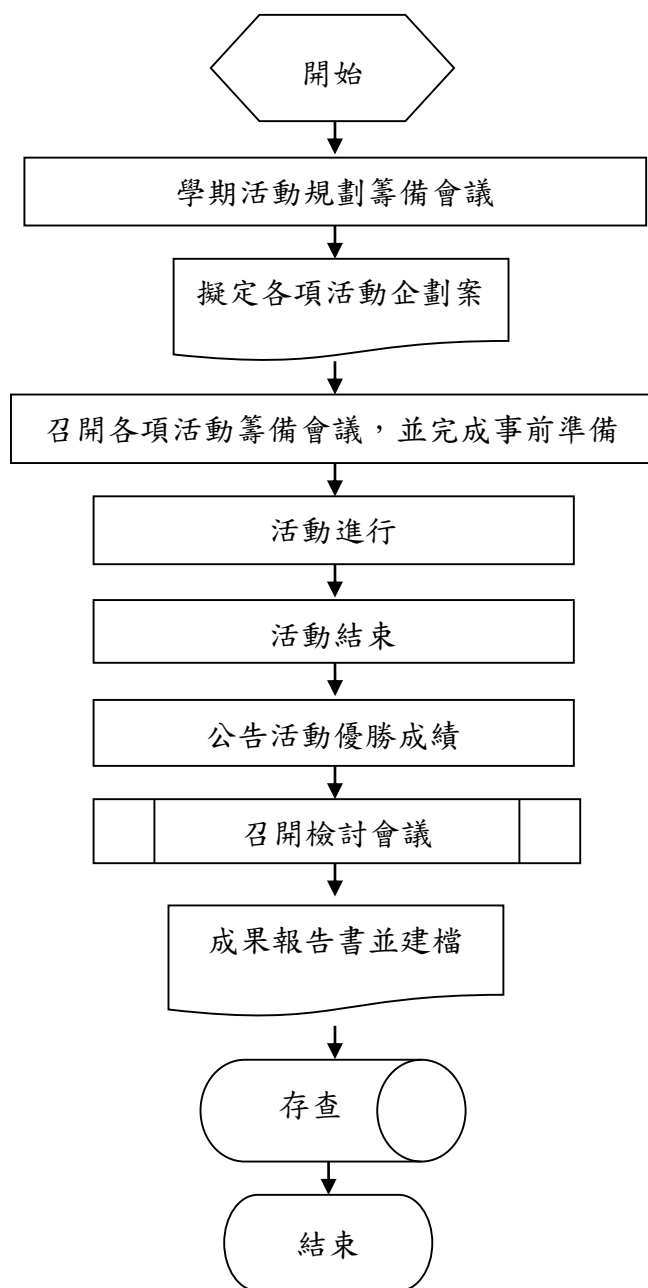 開始
學期活動規劃籌備會議
擬定各項活動企劃案
召開各項活動籌備會議，並完成事前準備
活動進行
活動結束
公告活動優勝成績
召開檢討會議
成果報告書並建檔
存查
結束